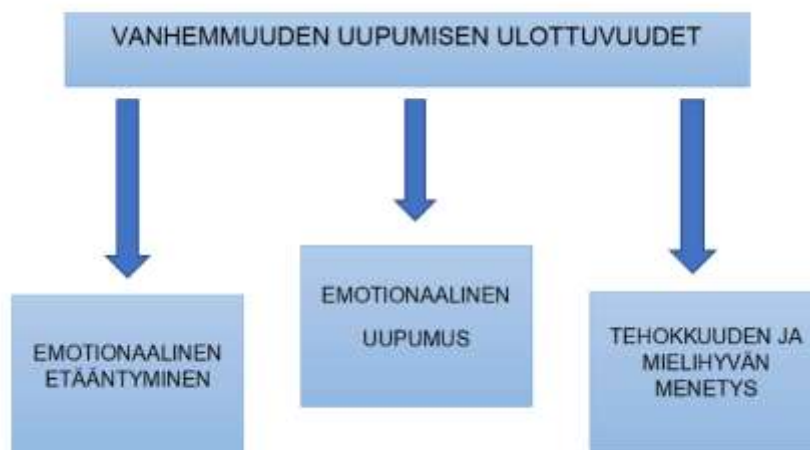 VANHEMMUUDEN UUPUMISEN ULOTTUVUUDET
EMOTIONAALINEN
ETÄÄNTYMINEN
EMOTIONAALINEN
UUPUMUS
TEHOKKUUDEN JA
MIELIHYVÄN
MENETYS